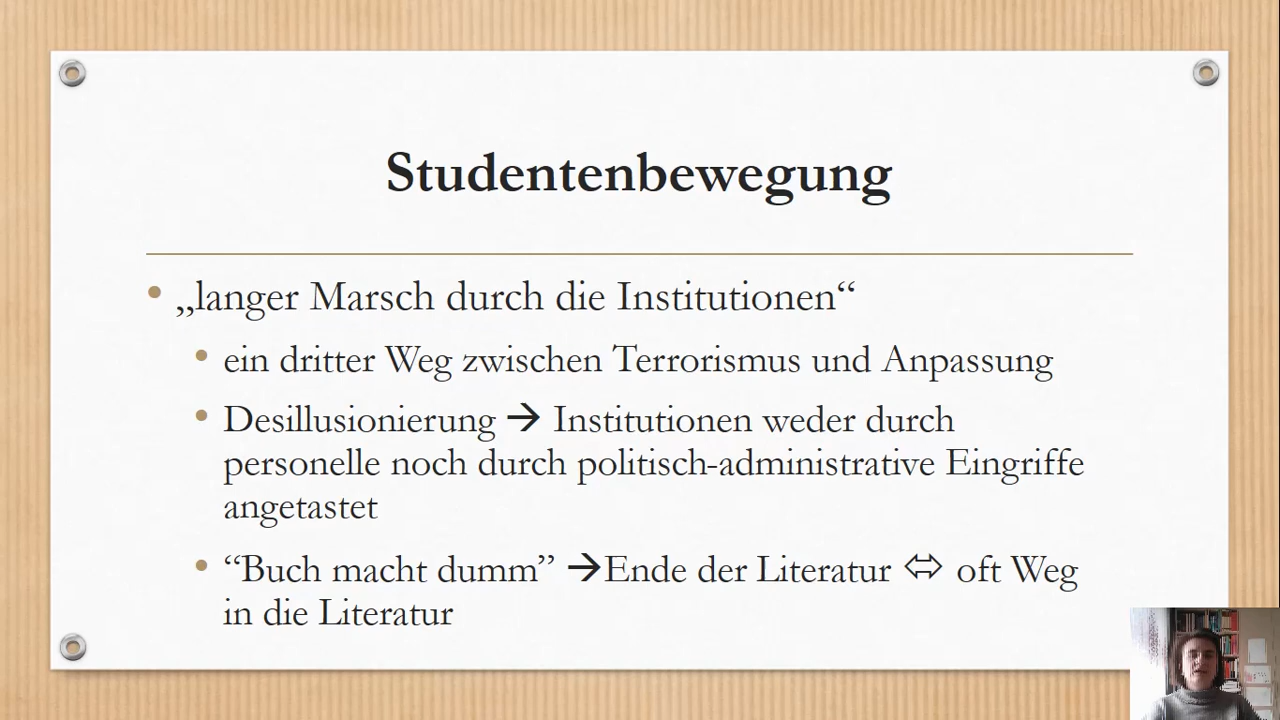 Studentenbewegung
• „langer Marsch durch die Institutionen“
• ein dritter Weg zwischen Terrorismus und Anpassung
• Desillusionierung → Institutionen weder durch
personelle noch durch politisch-administrative Eingriffe
angetastet
• “Buch macht dumm” →Ende der Literatur ⇔ oft Weg
in die Literatur